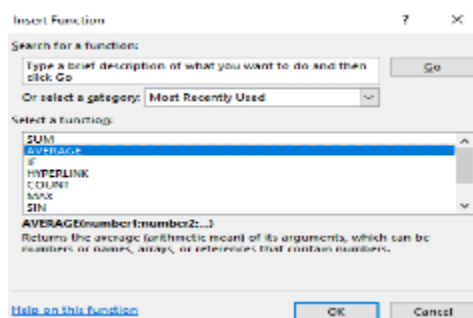 Insert Function ? ×
Search for a function:
Type a brief description of what you want to do and then
click Go
Go
Or select a category: Most Recently Used
Select a function:
SUM
AVERAGE
IF
HYPERLINK
COUNT
MAX
SIN
AVERAGE(number1;number2;...)
Returns the average (arithmetic mean) of its arguments, which can be
numbers or names, arrays, or references that contain numbers.
Help on this function
OK
Cancel